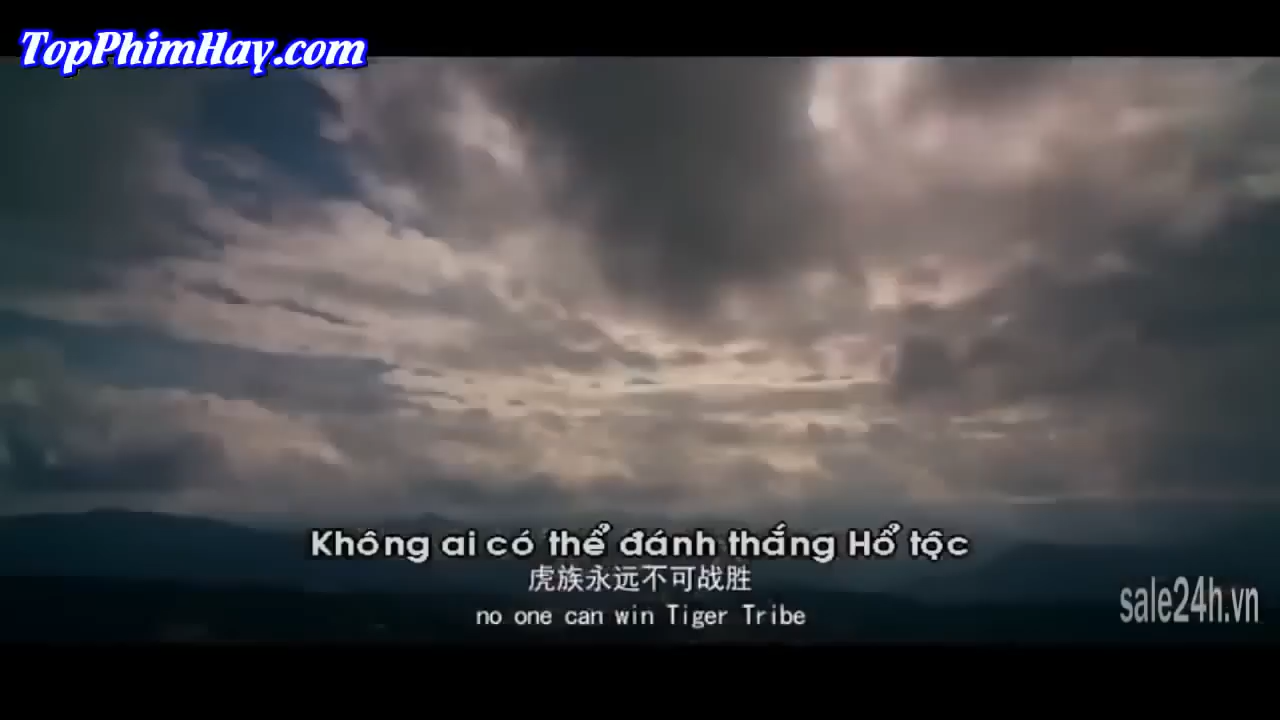 TopPhimHay.com
Không ai có thể đánh thắng Hổ tộc
虎族永远不可战胜
no one can win Tiger Tribe
sale24h.vn